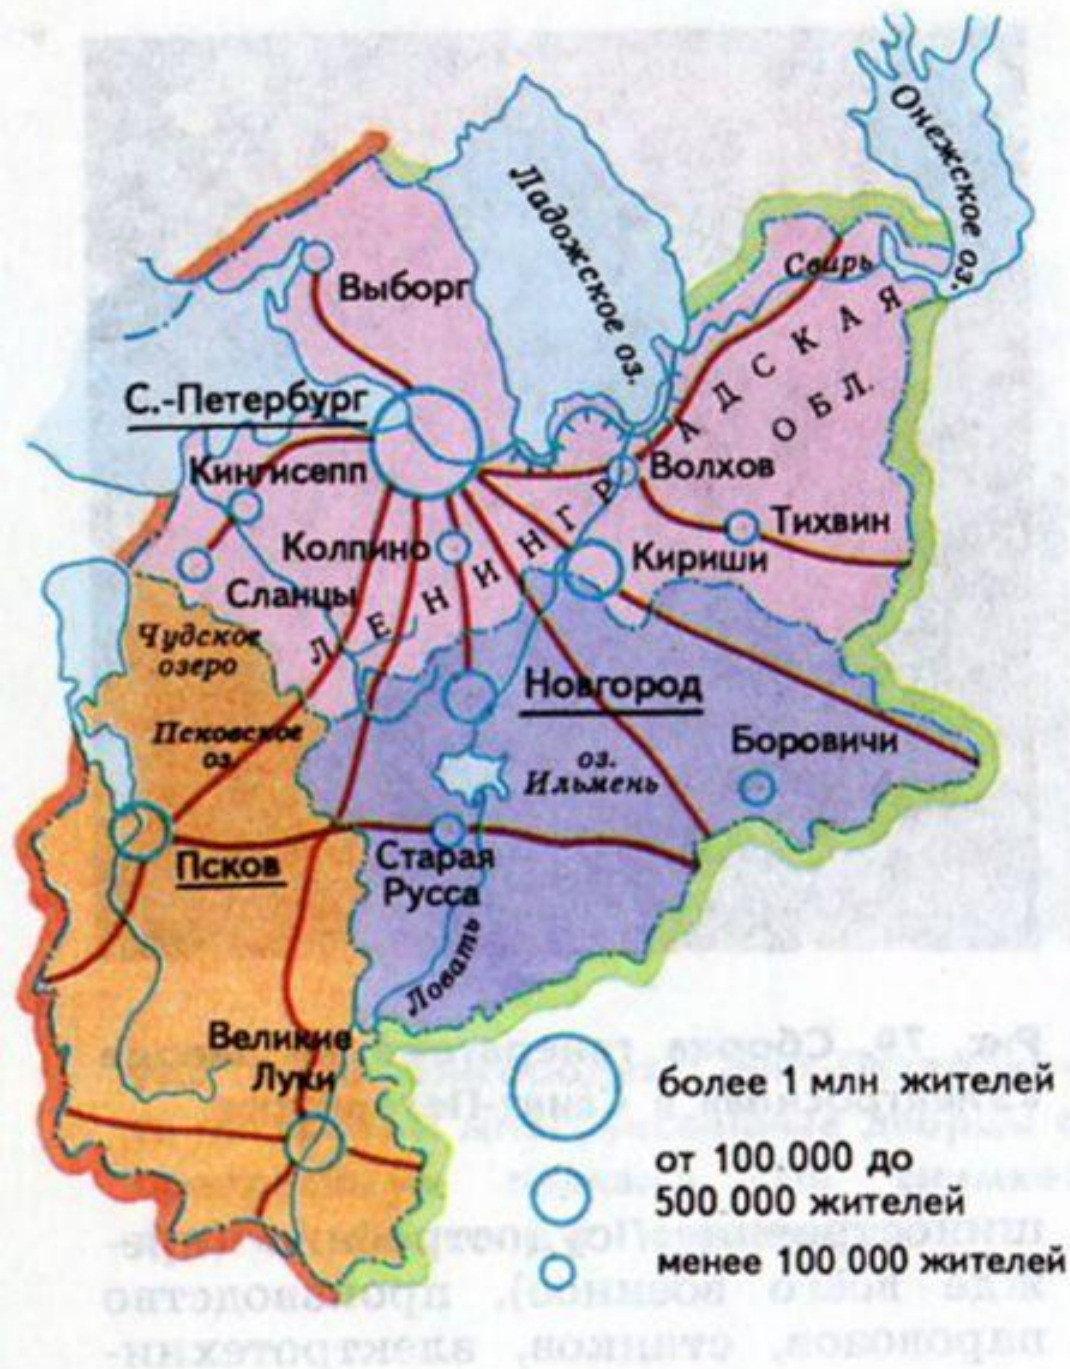 Онежское оз.
Ладожское оз.
Свирь
Выборг
С.-Петербург
ЛЕНИНГРАДСКАЯ
ОБЛ.
Кингисепп
Волхов
Тихвин
Колпино
Кириши
Сланцы
Чудское
озеро
Новгород
Псковское
оз.
Боровичи
оз.
Ильмень
Псков
Старая
Русса
Ловать
Великие
Луки
более 1 млн. жителей
от 100.000 до
500 000 жителей
менее 100 000 жителей